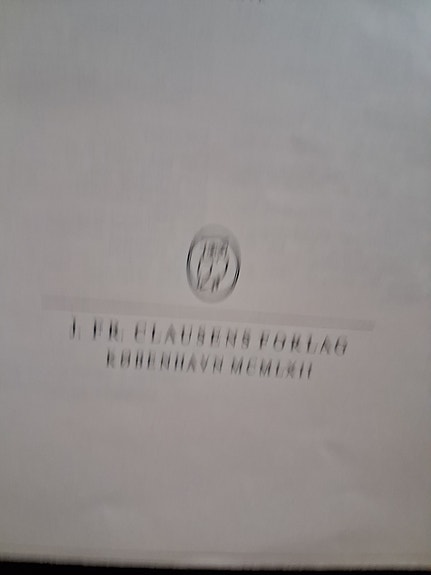 J. FR. CLAUSENS FORLAG
KØBENHAVN MCMLXII